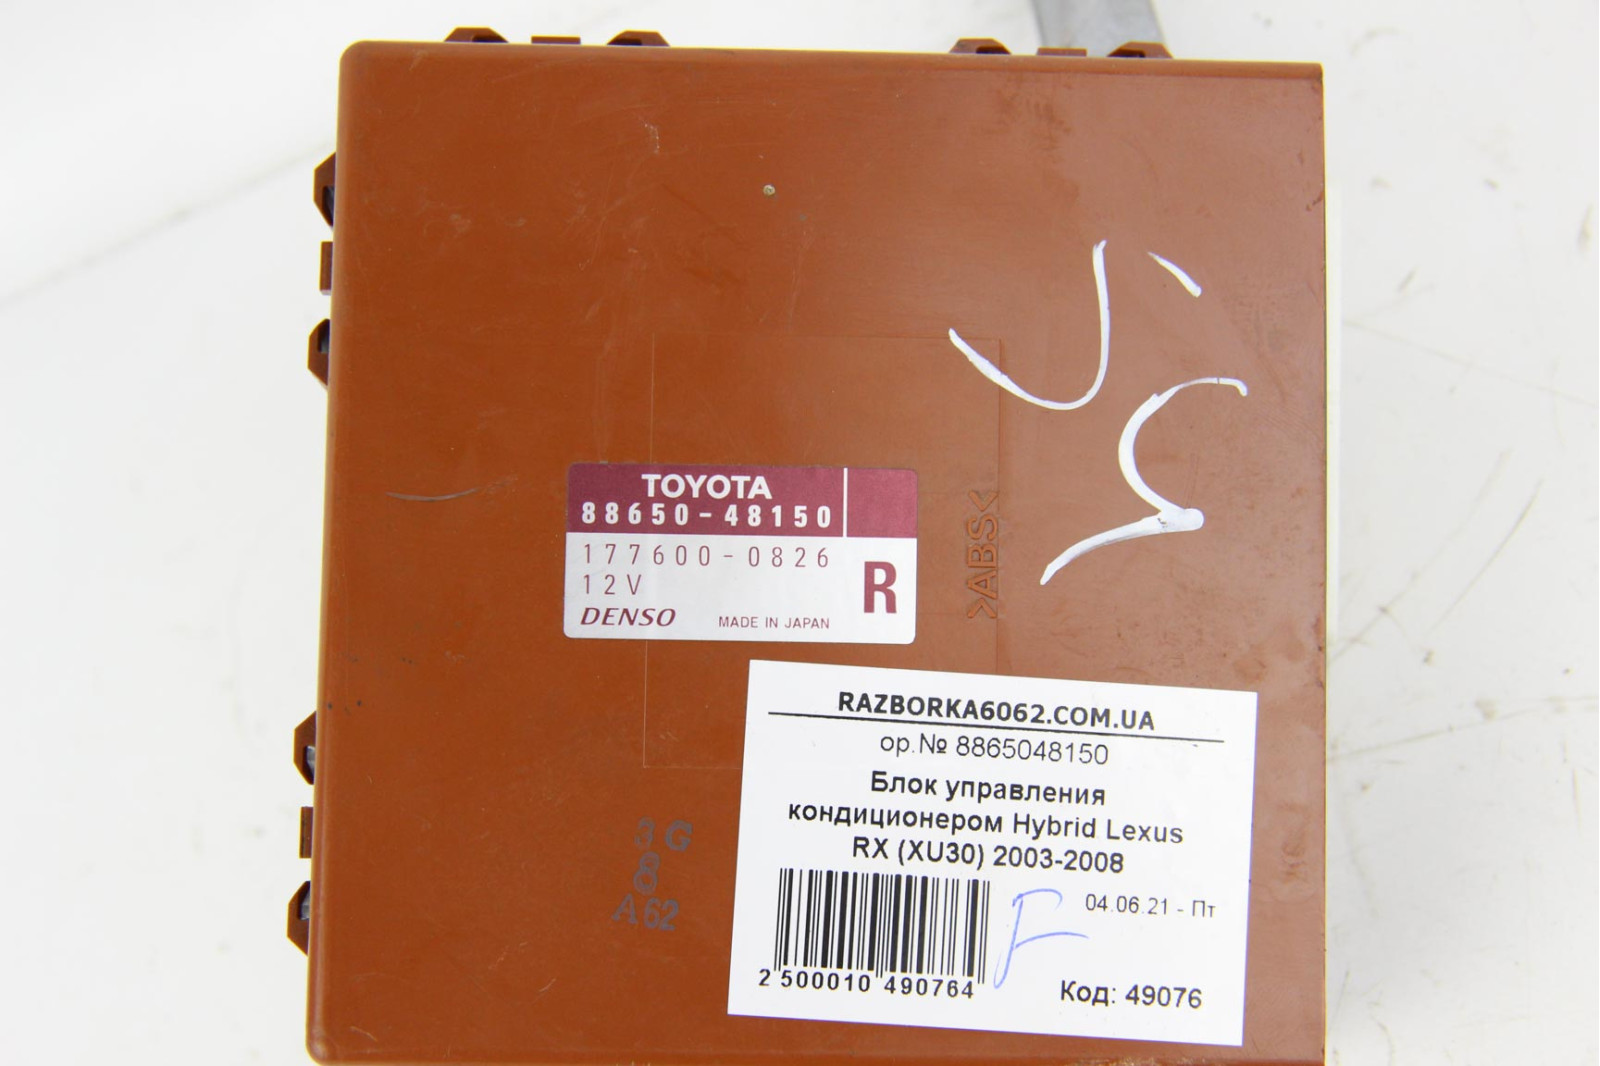 TOYOTA
88650-48150
177600-0826
12V
R
DENSO MADE IN JAPAN
>ABS<
RAZBORKA6062.COM.UA
ор.№ 8865048150
Блок управления
кондиционером Hybrid Lexus
RX (XU30) 2003-2008
F
04.06.21 - Пт
2 500010 490764
Код: 49076
3 G
8
A62